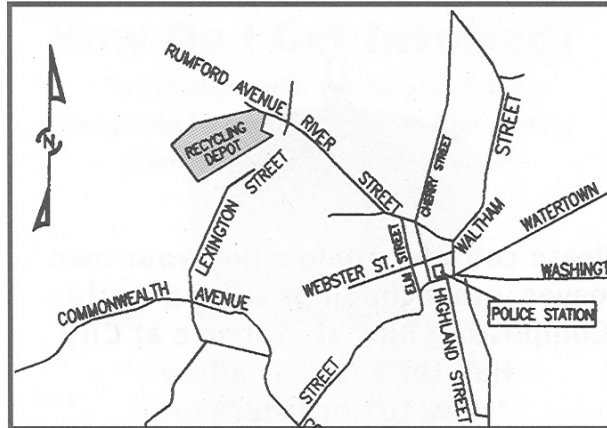 RUMFORD AVENUE
RIVER
STREET
RECYCLING
DEPOT
LEXINGTON
STREET
CHERRY STREET
STREET
WALTHAM
WATERTOWN
WASHINGT
N
ELM STREET
WEBSTER ST.
COMMONWEALTH
AVENUE
POLICE STATION
HIGHLAND STREET
STREET